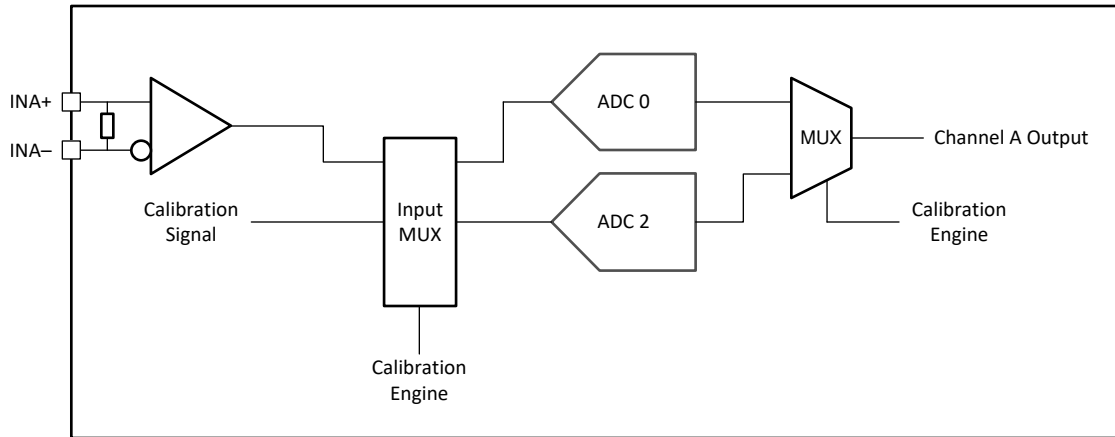 INA+
INA–
ADC 0
MUX
Channel A Output
Calibration
Signal
Input
MUX
ADC 2
Calibration
Engine
Calibration
Engine